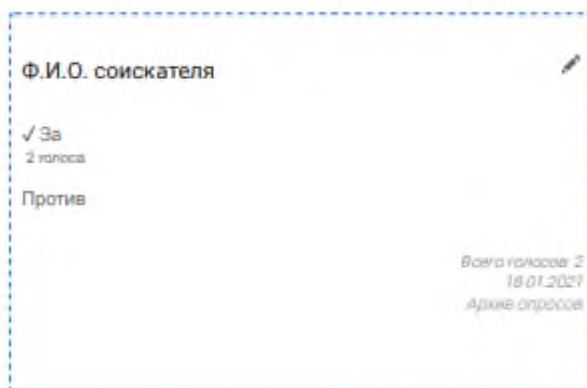 Ф.И.О. соискателя
✓ За
2 голоса
Против
Всего голосов: 2
18.01.2021
Архив опросов